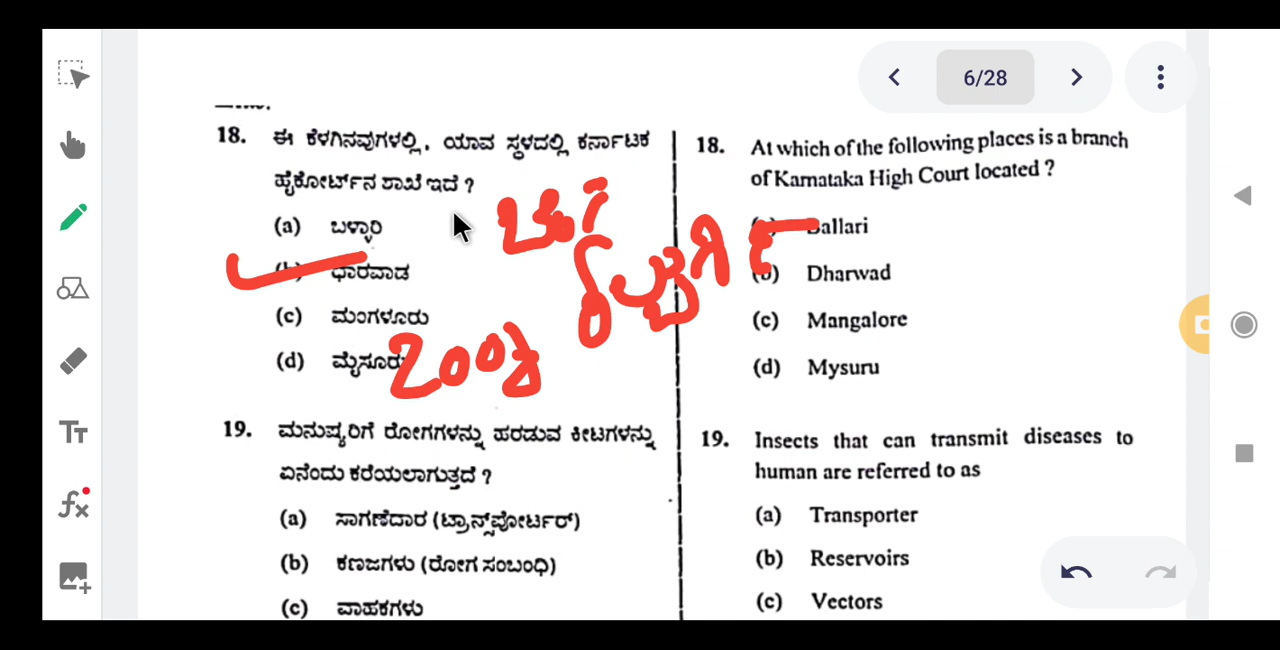 6/28
18. ಈ ಕೆಳಗಿನವುಗಳಲ್ಲಿ, ಯಾವ ಸ್ಥಳದಲ್ಲಿ ಕರ್ನಾಟಕ
ಹೈಕೋರ್ಟ್‌ನ ಶಾಖೆ ಇದೆ ?
(a) ಬಳ್ಳಾರಿ
(b) ಧಾರವಾಡ
(c) ಮಂಗಳೂರು
(d) ಮೈಸೂರು
19. ಮನುಷ್ಯರಿಗೆ ರೋಗಗಳನ್ನು ಹರಡುವ ಕೀಟಗಳನ್ನು
ಏನೆಂದು ಕರೆಯಲಾಗುತ್ತದೆ ?
(a) ಸಾಗಣೆದಾರ (ಟ್ರಾನ್ಸ್‌ಪೋರ್ಟರ್)
(b) ಕಣಜಗಳು (ರೋಗ ಸಂಬಂಧಿ)
(c) ವಾಹಕಗಳು
18. At which of the following places is a branch
of Karnataka High Court located ?
(a) Ballari
(b) Dharwad
(c) Mangalore
(d) Mysuru
19. Insects that can transmit diseases to
human are referred to as
(a) Transporter
(b) Reservoirs
(c) Vectors
Tт
fx